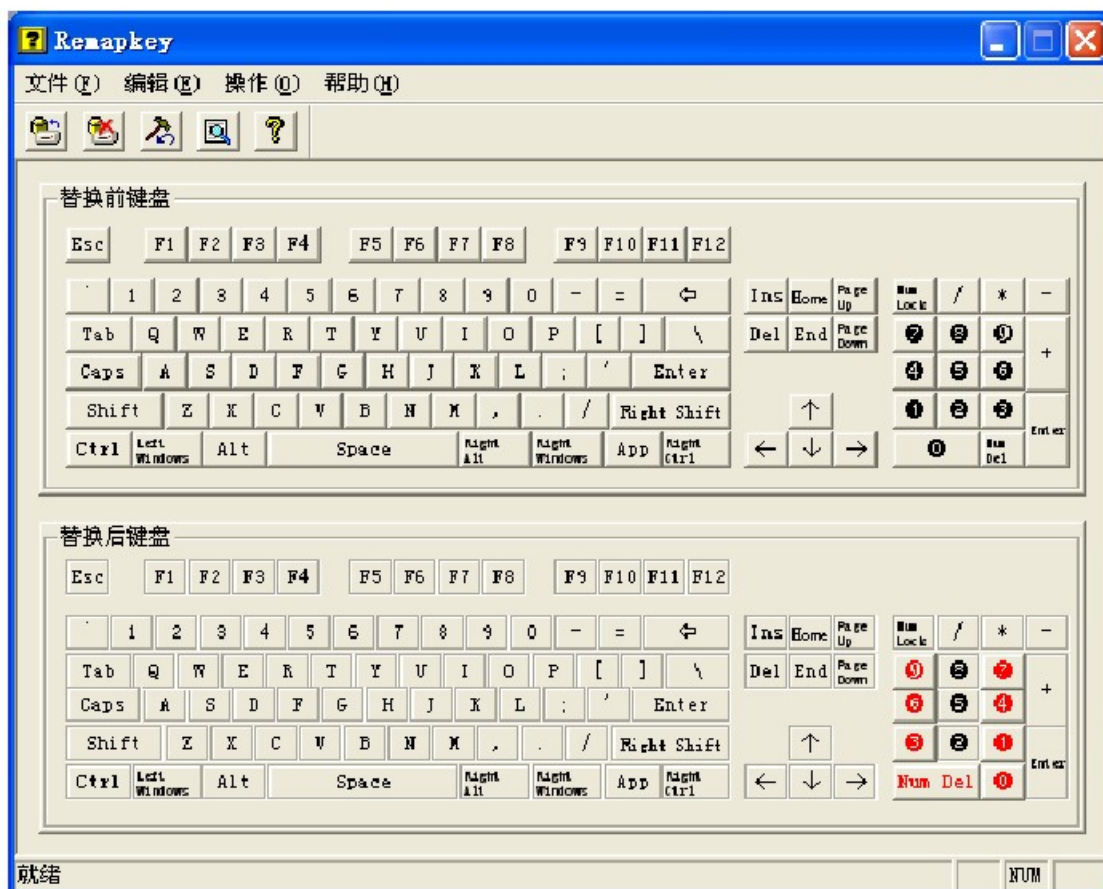 Remapkey
文件(F) 编辑(E) 操作(O) 帮助(H)
替换前键盘
Esc F1 F2 F3 F4 F5 F6 F7 F8 F9 F10 F11 F12
` 1 2 3 4 5 6 7 8 9 0 - = ⇦ Ins Home Page Up Num Lock / * -
Tab Q W E R T Y U I O P [ ] \ Del End Page Down 7 8 9 +
Caps A S D F G H J K L ; ' Enter 4 5 6
Shift Z X C V B N M , . / Right Shift ↑ 1 2 3 Enter
Ctrl Left Windows Alt Space Right Alt Right Windows App Right Ctrl ← ↓ → 0 Num Del
替换后键盘
Esc F1 F2 F3 F4 F5 F6 F7 F8 F9 F10 F11 F12
` 1 2 3 4 5 6 7 8 9 0 - = ⇦ Ins Home Page Up Num Lock / * -
Tab Q W E R T Y U I O P [ ] \ Del End Page Down 9 8 7 +
Caps A S D F G H J K L ; ' Enter 6 5 4
Shift Z X C V B N M , . / Right Shift ↑ 3 2 1 Enter
Ctrl Left Windows Alt Space Right Alt Right Windows App Right Ctrl ← ↓ → Num Del 0
就绪 NUM